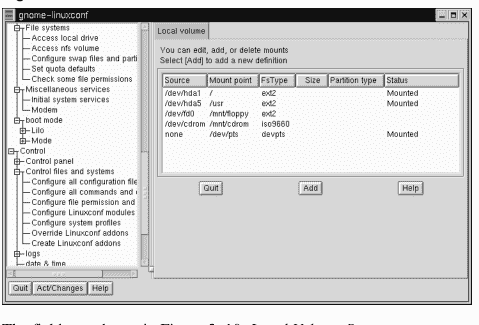 gnome-linuxconf
File systems
Access local drive
Access nfs volume
Configure swap files and parti
Set quota defaults
Check some file permissions
Miscellaneous services
Initial system services
Modem
boot mode
Lilo
Mode
Control
Control panel
Control files and systems
Configure all configuration file
Configure all commands and
Configure file permission and
Configure Linuxconf modules
Configure system profiles
Override Linuxconf addons
Create Linuxconf addons
logs
date & time
Quit Act/Changes Help
Local volume
You can edit, add, or delete mounts
Select [Add] to add a new definition
Source Mount point FsType Size Partition type Status
/dev/hda1 / ext2 Mounted
/dev/hda5 /usr ext2 Mounted
/dev/fd0 /mnt/floppy ext2
/dev/cdrom /mnt/cdrom iso9660
none /dev/pts devpts Mounted
Quit Add Help